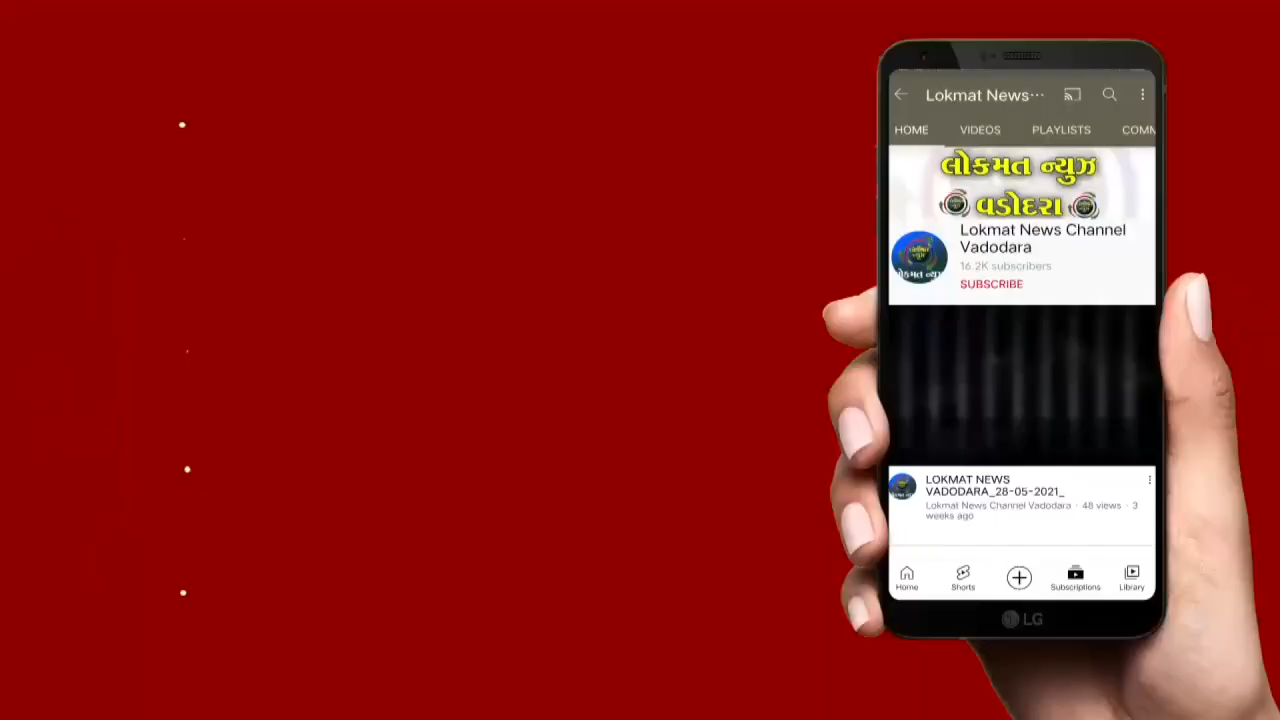 Lokmat News...
HOME VIDEOS PLAYLISTS COMM
લોકમત ન્યુઝ
વડોદરા
Lokmat News Channel
Vadodara
16.2K subscribers
SUBSCRIBE
LOKMAT NEWS
VADODARA_28-05-2021_
Lokmat News Channel Vadodara · 48 views · 3
weeks ago
Home Shorts Subscriptions Library
LG